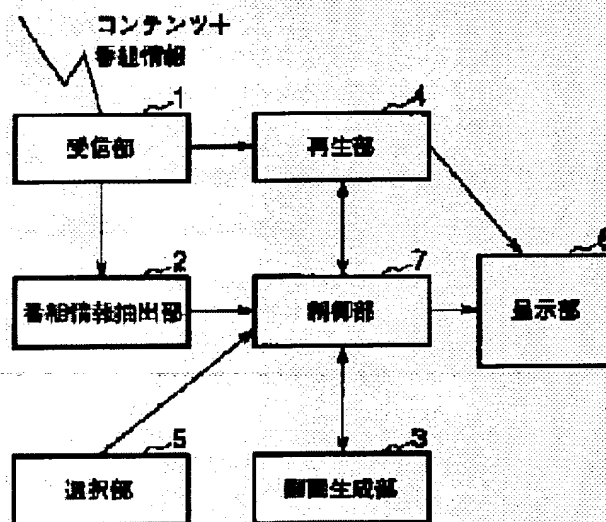 コンテンツ＋
番組情報
1
受信部
4
再生部
2
番組情報抽出部
7
制御部
6
呈示部
5
選択部
3
画面生成部